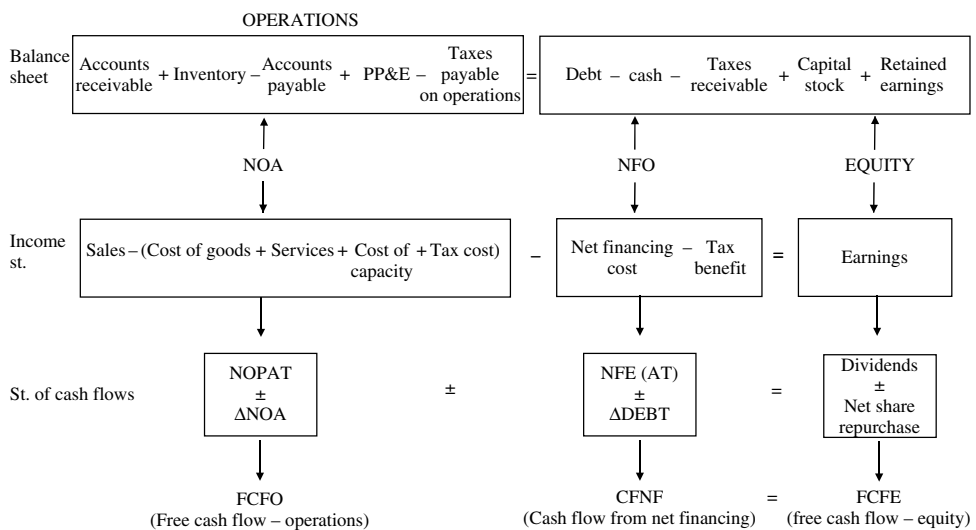 OPERATIONS
Balance sheet
Accounts receivable + Inventory – Accounts payable + PP&E – Taxes payable on operations = Debt – cash – Taxes receivable + Capital stock + Retained earnings
NOA NFO EQUITY
Income st.
Sales – (Cost of goods + Services + Cost of capacity + Tax cost) – Net financing cost – Tax benefit = Earnings
St. of cash flows
NOPAT ± ΔNOA ± NFE (AT) ± ΔDEBT = Dividends ± Net share repurchase
FCFO CFNF = FCFE
(Free cash flow – operations) (Cash flow from net financing) (free cash flow – equity)